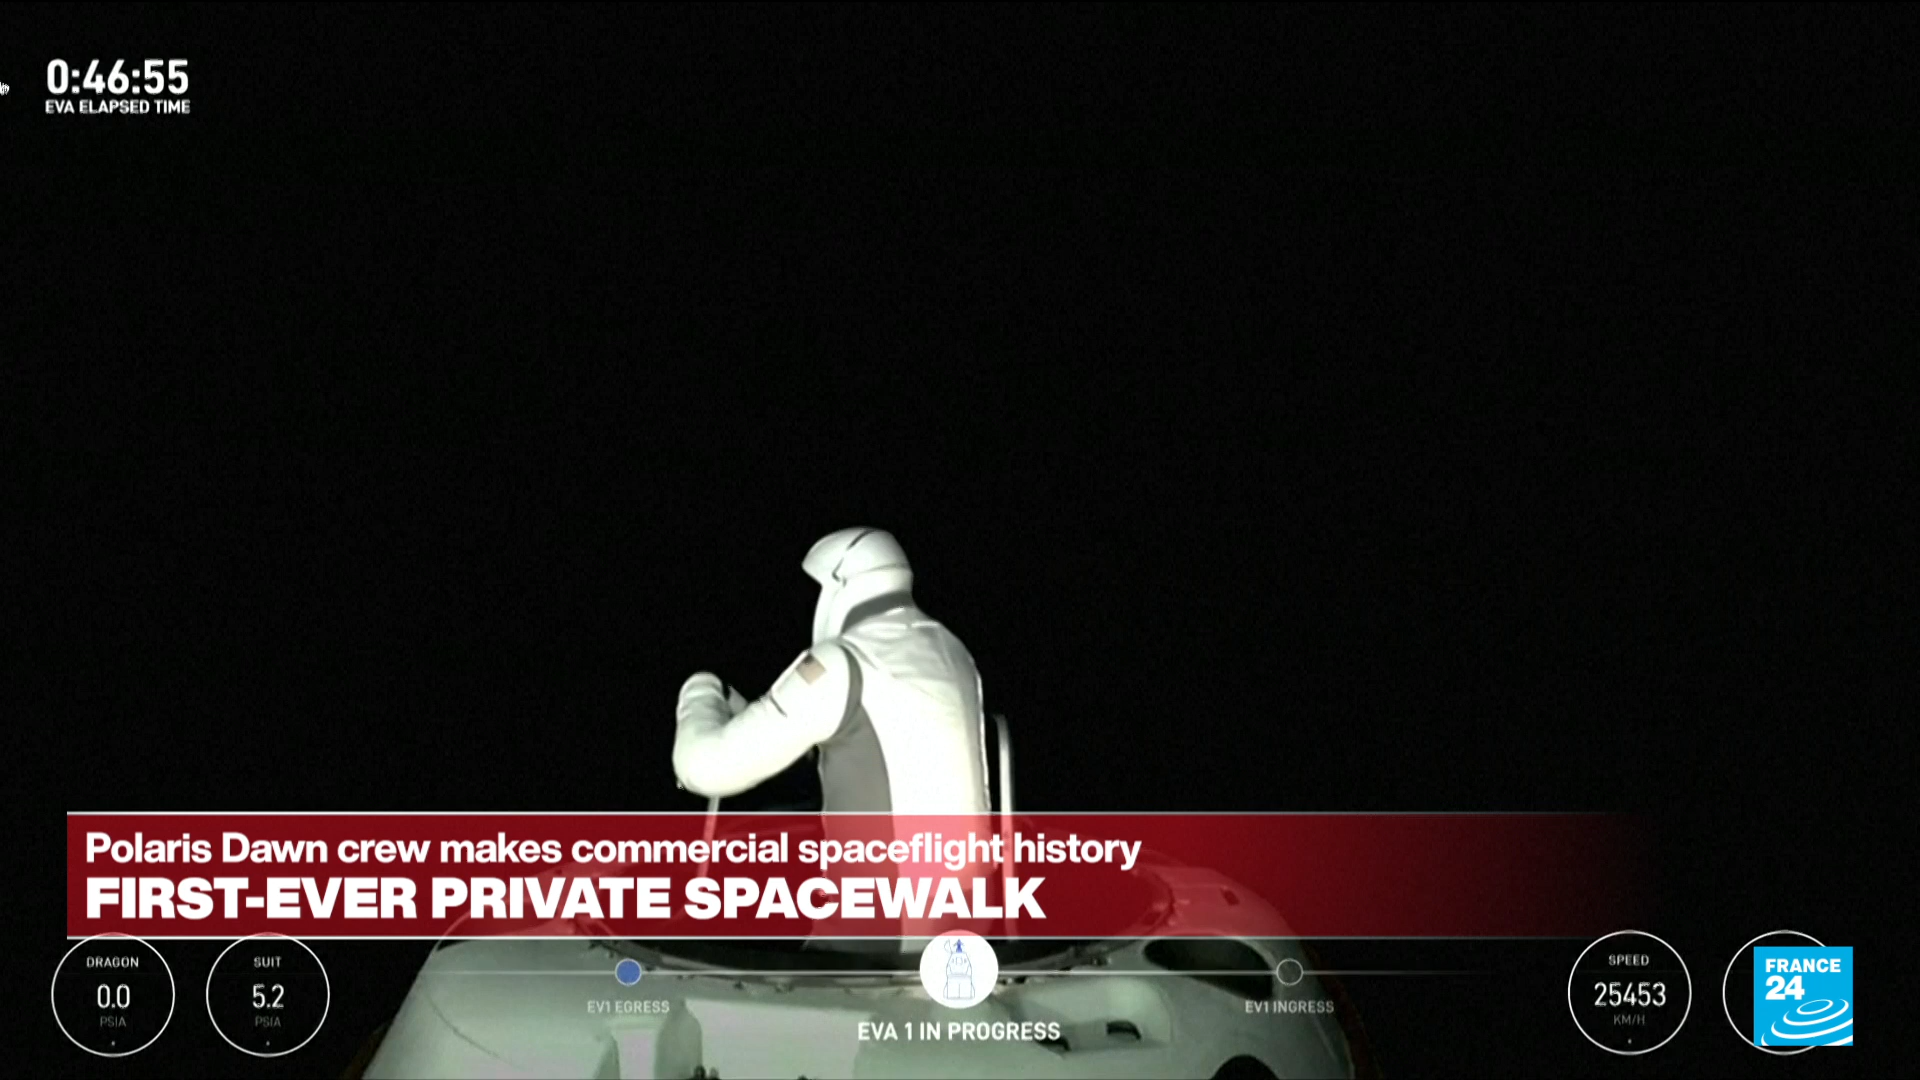 0:46:55
EVA ELAPSED TIME
Polaris Dawn crew makes commercial spaceflight history
FIRST-EVER PRIVATE SPACEWALK
DRAGON
0.0
PSIA
SUIT
5.2
PSIA
EV1 EGRESS
EVA 1 IN PROGRESS
EV1 INGRESS
SPEED
25453
KM/H
FRANCE
24